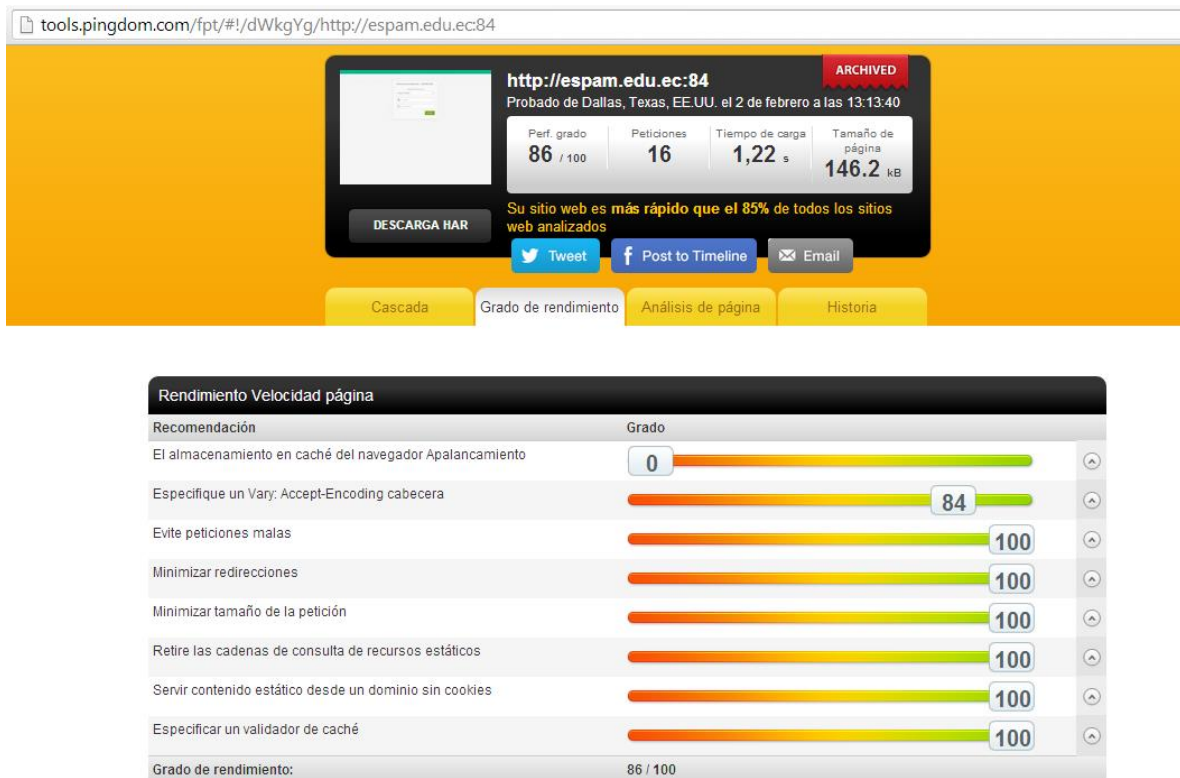 tools.pingdom.com/fpt/#!/dWkgYg/http://espam.edu.ec:84
ARCHIVED
http://espam.edu.ec:84
Probado de Dallas, Texas, EE.UU. el 2 de febrero a las 13:13:40
Perf. grado Peticiones Tiempo de carga Tamaño de página
86 / 100 16 1,22 s 146.2 kB
Su sitio web es más rápido que el 85% de todos los sitios
web analizados
DESCARGA HAR
Tweet Post to Timeline Email
Cascada Grado de rendimiento Análisis de página Historia
Rendimiento Velocidad página
Recomendación Grado
El almacenamiento en caché del navegador Apalancamiento 0
Especifique un Vary: Accept-Encoding cabecera 84
Evite peticiones malas 100
Minimizar redirecciones 100
Minimizar tamaño de la petición 100
Retire las cadenas de consulta de recursos estáticos 100
Servir contenido estático desde un dominio sin cookies 100
Especificar un validador de caché 100
Grado de rendimiento: 86 / 100